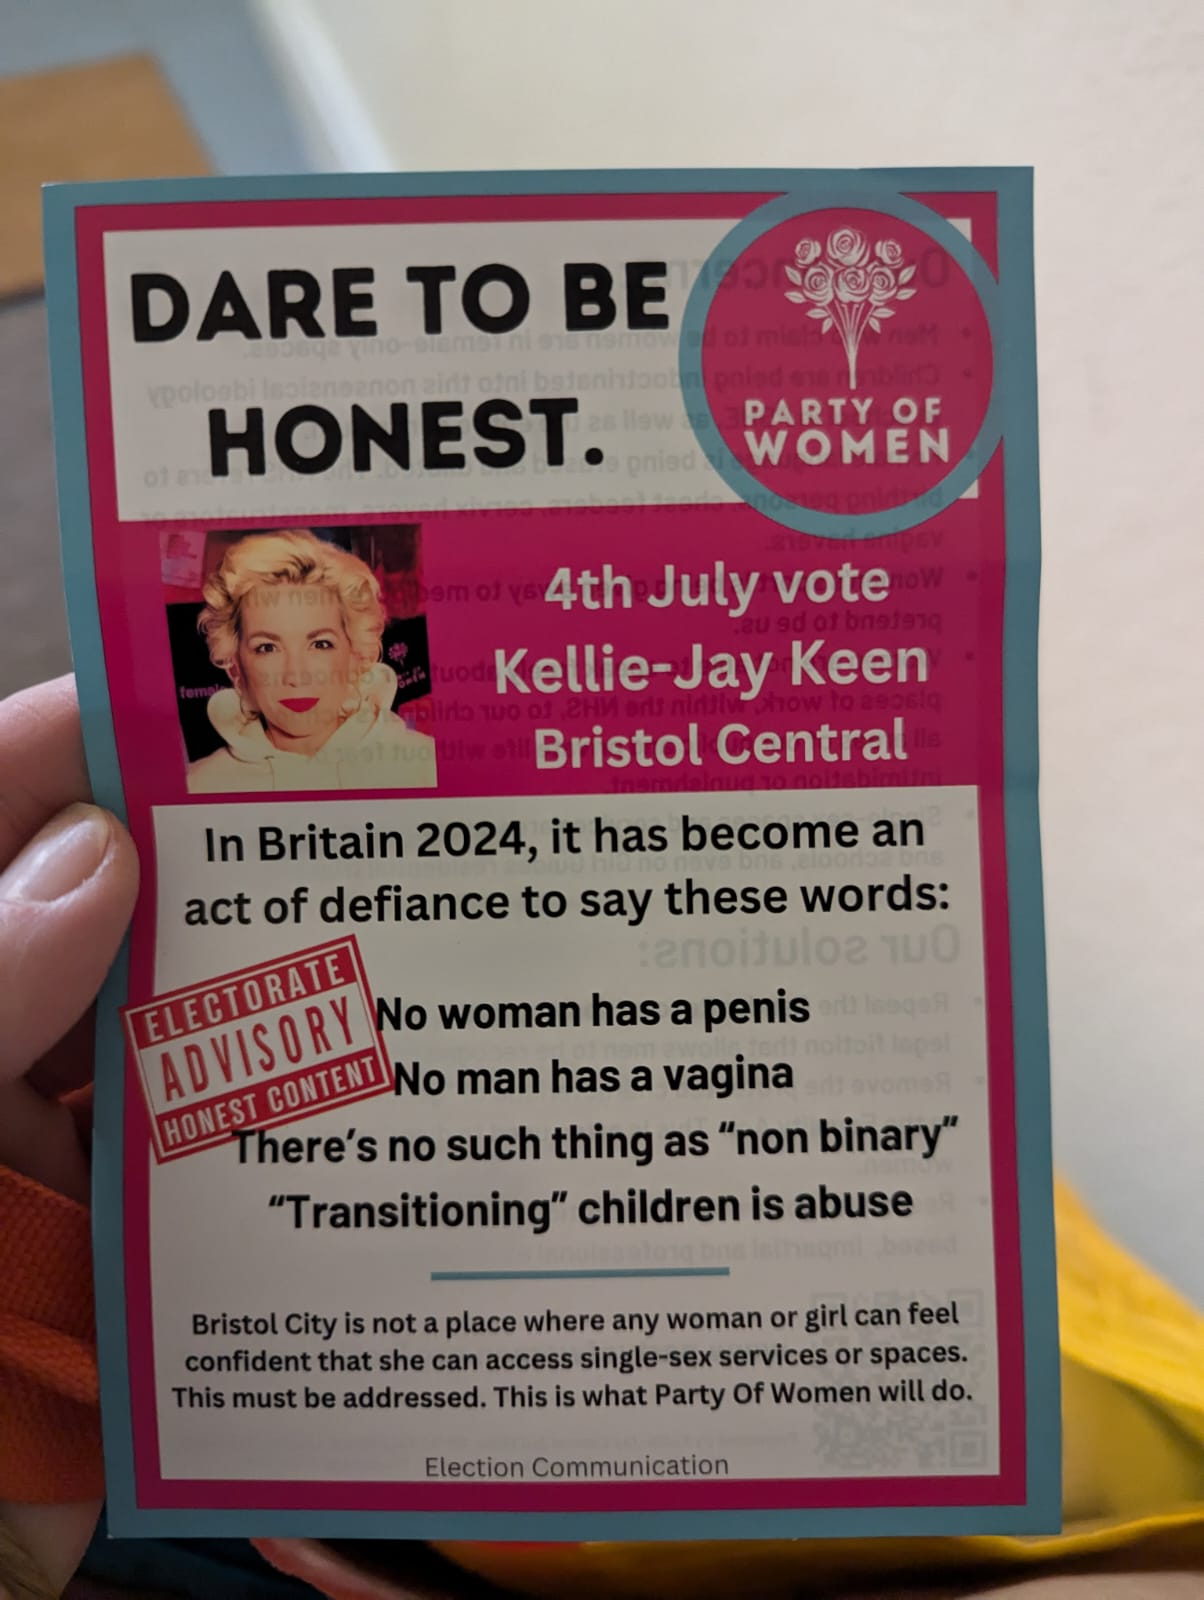 DARE TO BE
HONEST.
PARTY OF
WOMEN
4th July vote
Kellie-Jay Keen
Bristol Central
In Britain 2024, it has become an
act of defiance to say these words:
ELECTORATE
ADVISORY
HONEST CONTENT
No woman has a penis
No man has a vagina
There's no such thing as “non binary”
“Transitioning” children is abuse
Bristol City is not a place where any woman or girl can feel
confident that she can access single-sex services or spaces.
This must be addressed. This is what Party Of Women will do.
Election Communication